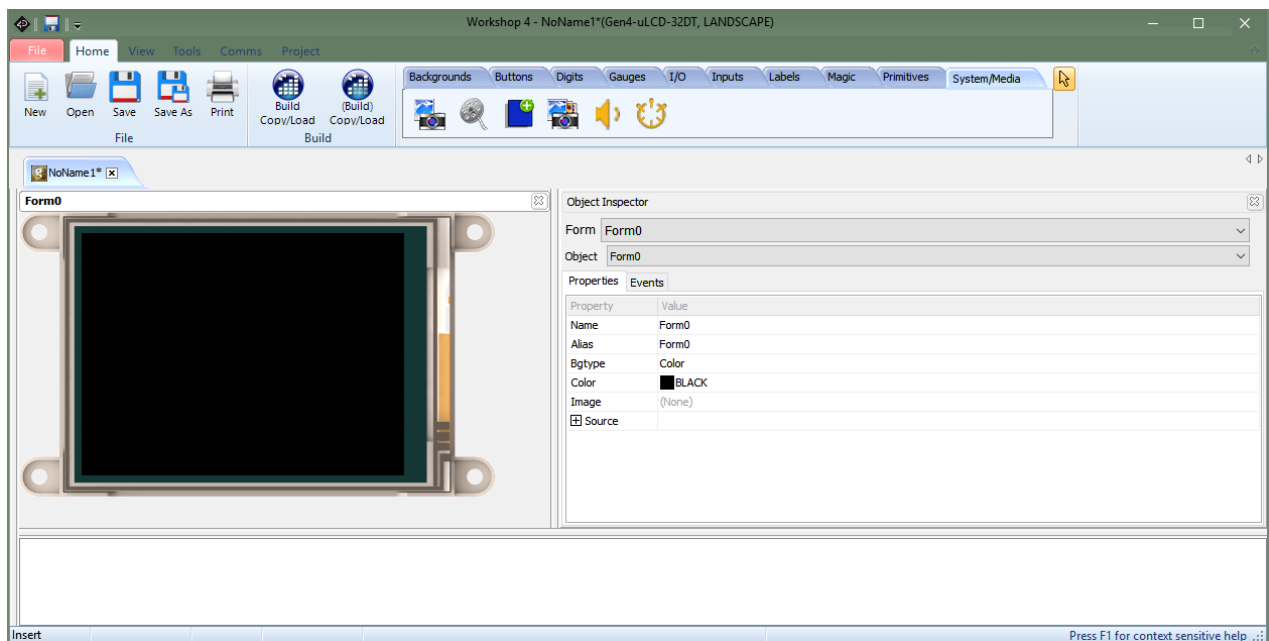 Workshop 4 - NoName1*(Gen4-uLCD-32DT, LANDSCAPE)
File Home View Tools Comms Project
New Open Save Save As Print
File
Build Copy/Load
(Build) Copy/Load
Build
Backgrounds Buttons Digits Gauges I/O Inputs Labels Magic Primitives System/Media
NoName1*
Form0
Object Inspector
Form Form0
Object Form0
Properties Events
Property Value
Name Form0
Alias Form0
Bgtype Color
Color BLACK
Image (None)
Source
Insert
Press F1 for context sensitive help